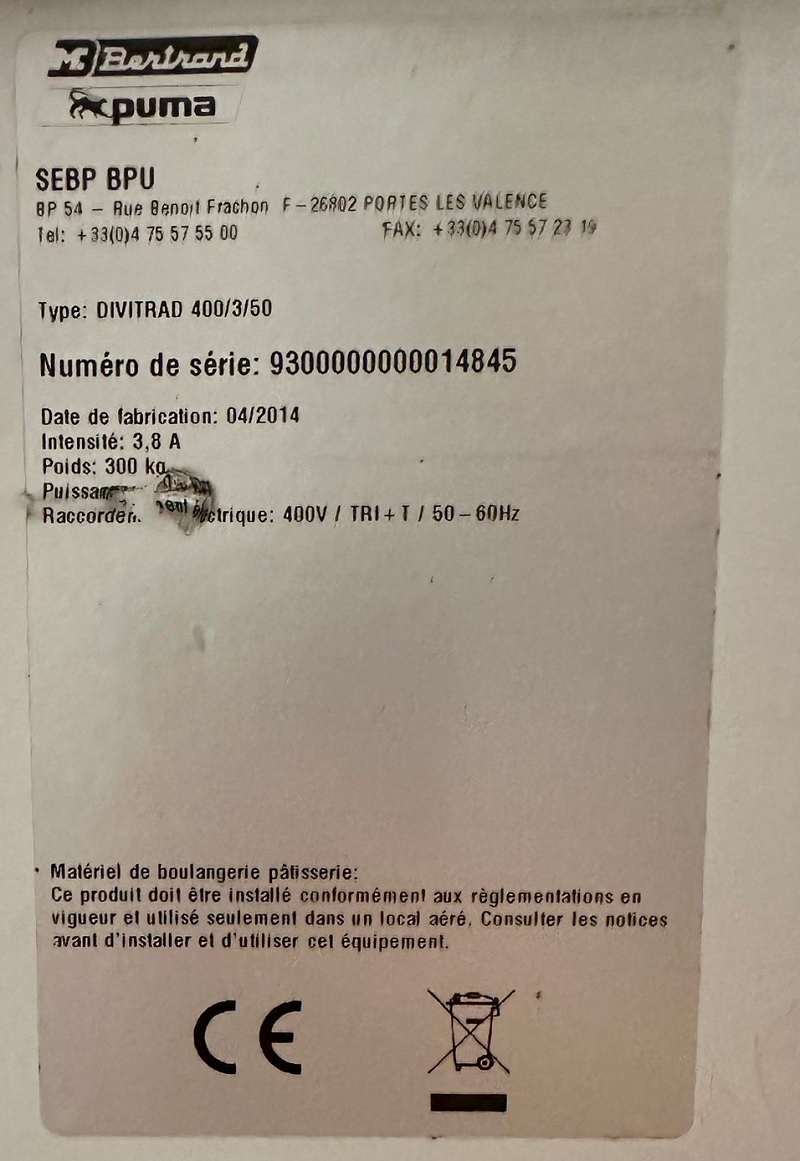 M. Bertrand
puma
SEBP BPU
BP 54 – Rue Benoit Frachon F – 26802 PORTES LES VALENCE
Tel: +33(0)4 75 57 55 00 FAX: +33(0)4 75 57 23 19
Type: DIVITRAD 400/3/50
Numéro de série: 9300000000014845
Date de fabrication: 04/2014
Intensité: 3,8 A
Poids: 300 kg
400V / TRI+T / 50–60Hz
• Matériel de boulangerie pâtisserie:
Ce produit doit être installé conformément aux règlementations en
vigueur et utilisé seulement dans un local aéré. Consulter les notices
avant d'installer et d'utiliser cet équipement.
CE